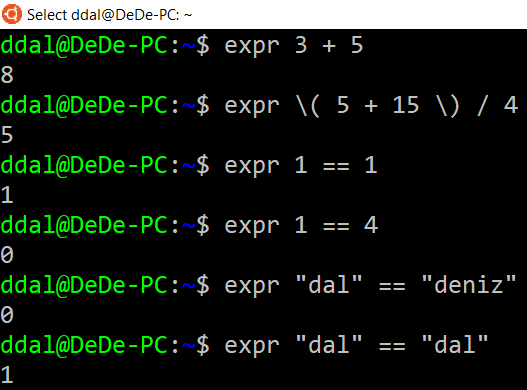 Select ddal@DeDe-PC: ~
ddal@DeDe-PC:~$ expr 3 + 5
8
ddal@DeDe-PC:~$ expr \( 5 + 15 \) / 4
5
ddal@DeDe-PC:~$ expr 1 == 1
1
ddal@DeDe-PC:~$ expr 1 == 4
0
ddal@DeDe-PC:~$ expr "dal" == "deniz"
0
ddal@DeDe-PC:~$ expr "dal" == "dal"
1